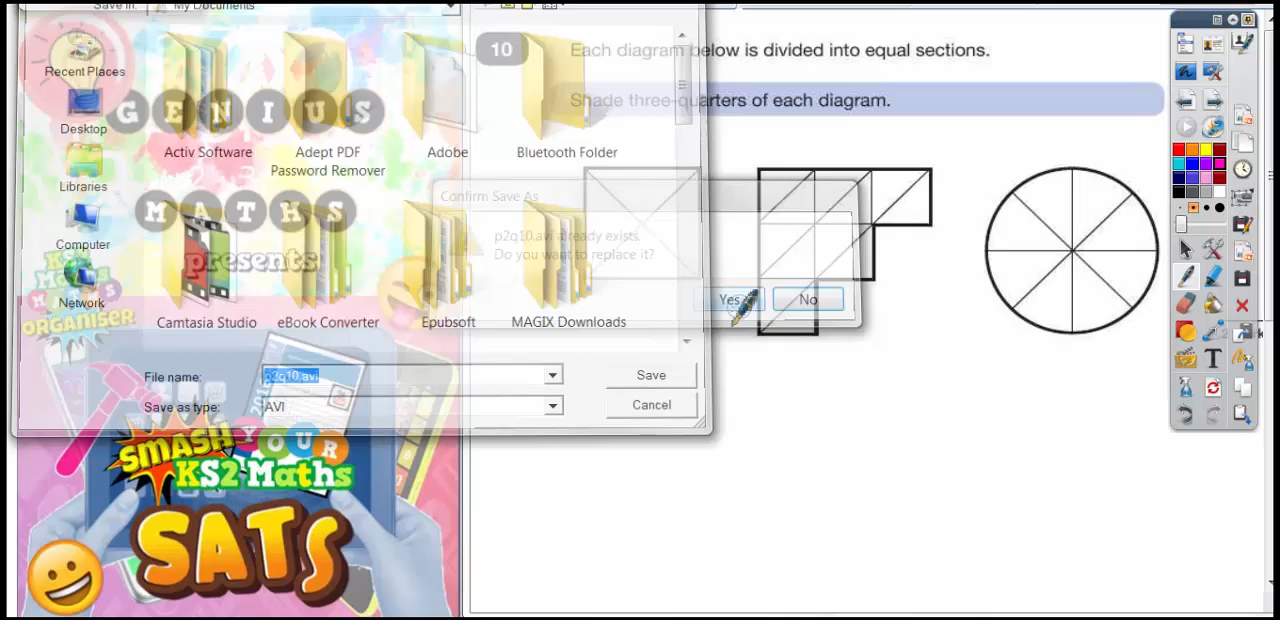 Save in: My Documents
Recent Places
Desktop
Libraries
Computer
Network
GENIUS
MATHS
presents
KS2
MATHS
ORGANISER
Activ Software
Adept PDF Password Remover
Adobe
Bluetooth Folder
Camtasia Studio
eBook Converter
Epubsoft
MAGIX Downloads
Confirm Save As
p2q10.avi already exists.
Do you want to replace it?
Yes
No
File name: p2q10.avi
Save
Save as type: AVI
Cancel
SMASH YOUR
KS2 Maths
SATS
10
Each diagram below is divided into equal sections.
Shade three-quarters of each diagram.
T